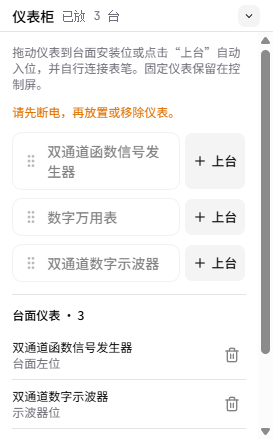 仪表柜 已放 3 台
拖动仪表到台面安装位或点击“上台”自动
入位，并自行连接表笔。固定仪表保留在控
制屏。
请先断电，再放置或移除仪表。
双通道函数信号发
生器
+ 上台
数字万用表
+ 上台
双通道数字示波器
+ 上台
台面仪表 · 3
双通道函数信号发生器
台面左位
双通道数字示波器
示波器位